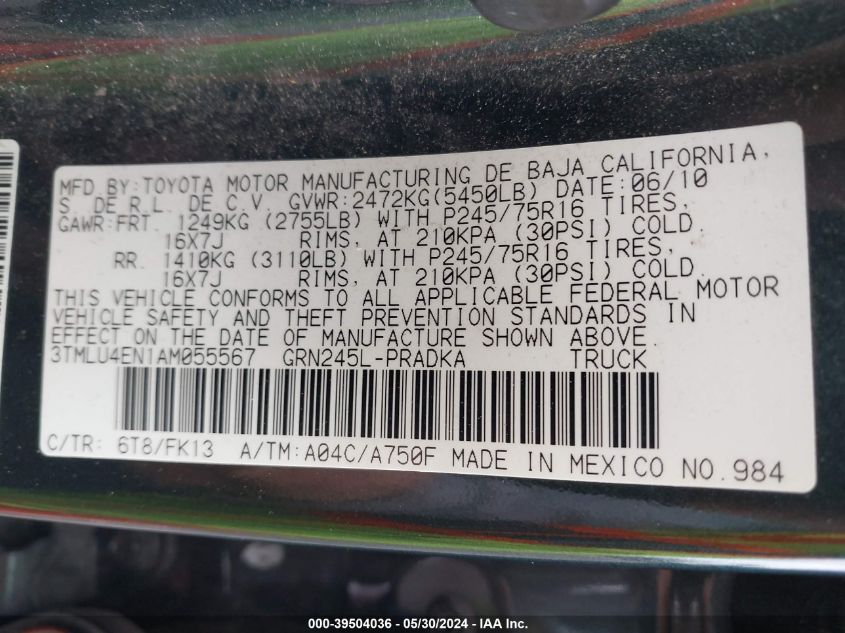 MFD BY:TOYOTA MOTOR MANUFACTURING DE BAJA CALIFORNIA,
S. DE R.L. DE C.V. GVWR:2472KG(5450LB) DATE:06/10
GAWR:FRT. 1249KG (2755LB) WITH P245/75R16 TIRES,
16X7J RIMS, AT 210KPA (30PSI) COLD.
RR. 1410KG (3110LB) WITH P245/75R16 TIRES,
16X7J RIMS, AT 210KPA (30PSI) COLD.
THIS VEHICLE CONFORMS TO ALL APPLICABLE FEDERAL MOTOR
VEHICLE SAFETY AND THEFT PREVENTION STANDARDS IN
EFFECT ON THE DATE OF MANUFACTURE SHOWN ABOVE.
3TMLU4EN1AM055567 GRN245L-PRADKA TRUCK
C/TR: 6T8/FK13 A/TM:A04C/A750F MADE IN MEXICO NO.984
000-39504036 - 05/30/2024 - IAA Inc.